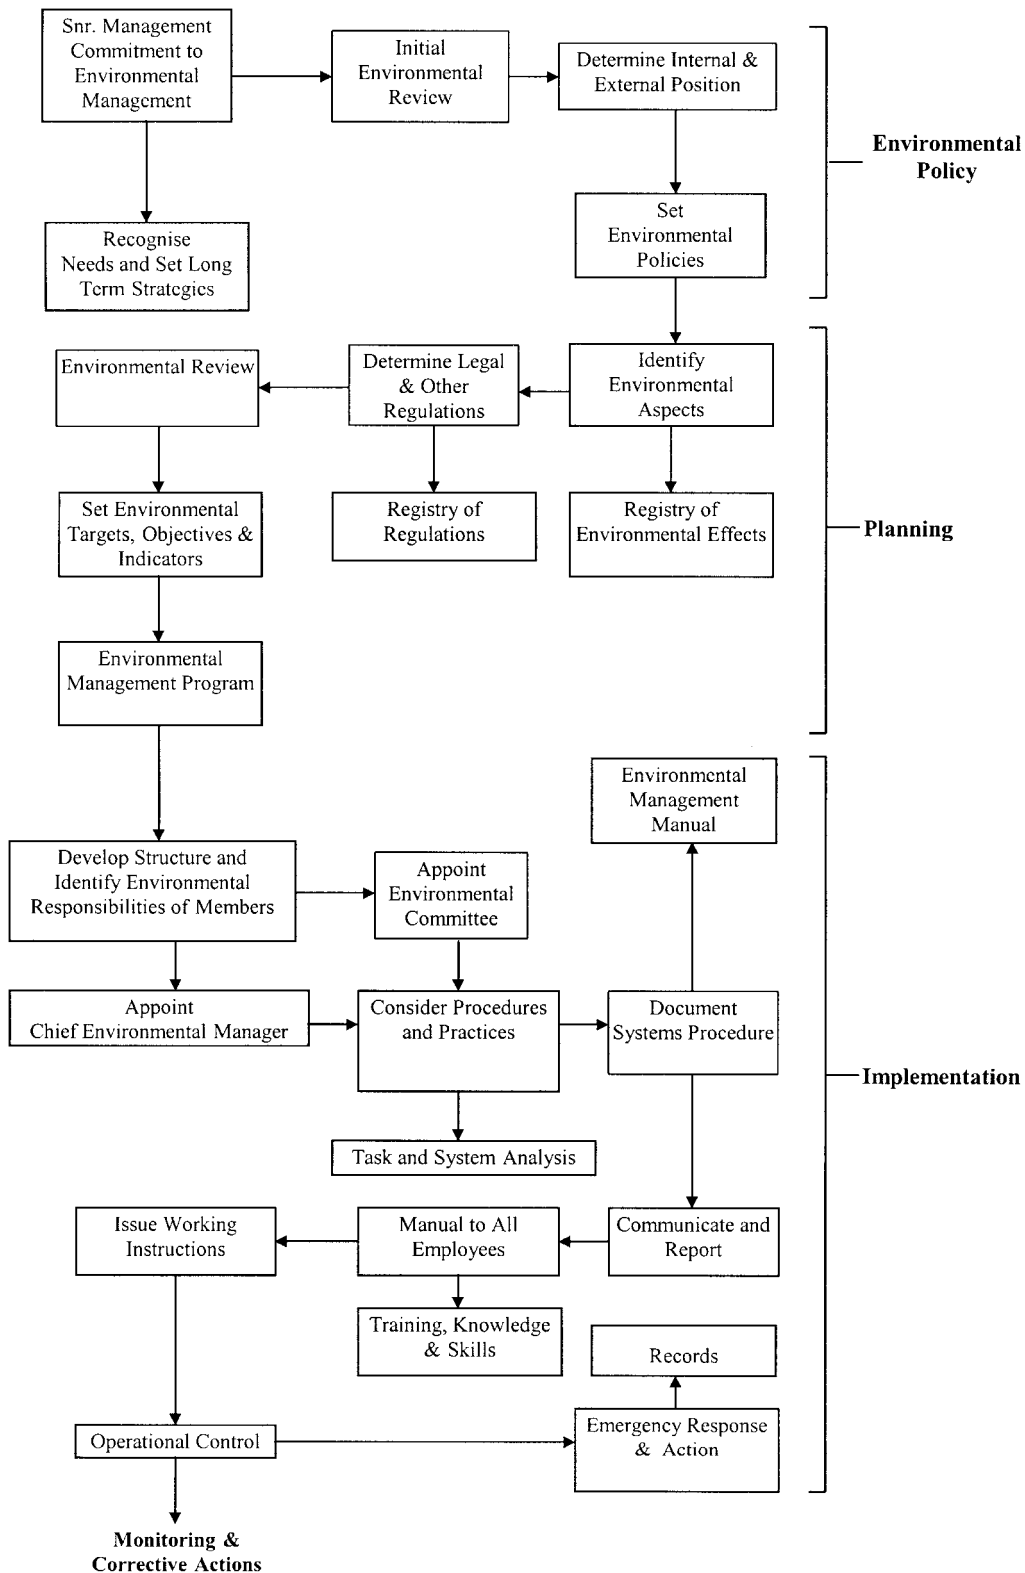 Snr. Management
Commitment to
Environmental
Management
Initial
Environmental
Review
Determine Internal &
External Position
Environmental
Policy
Set
Environmental
Policies
Recognise
Needs and Set Long
Term Strategies
Environmental Review
Determine Legal
& Other
Regulations
Identify
Environmental
Aspects
Set Environmental
Targets, Objectives &
Indicators
Registry of
Regulations
Registry of
Environmental Effects
Planning
Environmental
Management Program
Environmental
Management
Manual
Develop Structure and
Identify Environmental
Responsibilities of Members
Appoint
Environmental
Committee
Appoint
Chief Environmental Manager
Consider Procedures
and Practices
Document
Systems Procedure
Implementation
Task and System Analysis
Issue Working
Instructions
Manual to All
Employees
Communicate and
Report
Training, Knowledge
& Skills
Records
Operational Control
Emergency Response
& Action
Monitoring &
Corrective Actions